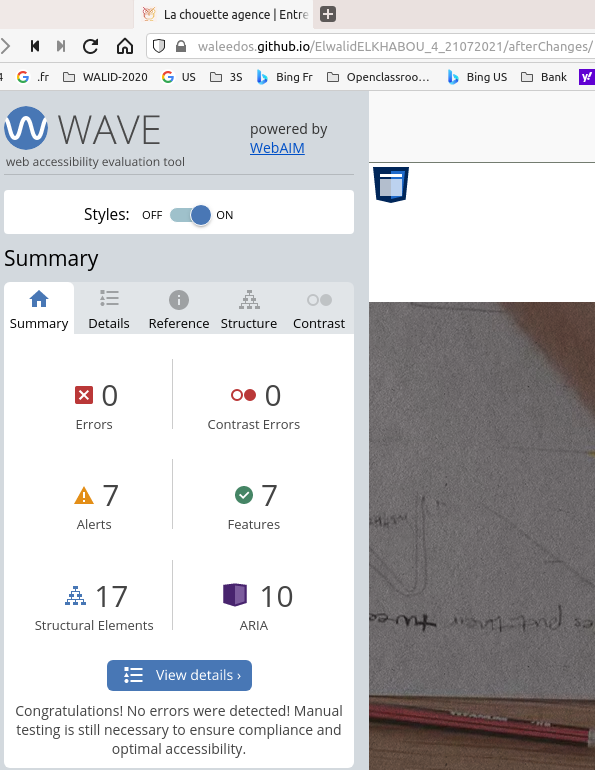 La chouette agence | Entre
waleedos.github.io/ElwalidELKHABOU_4_21072021/afterChanges/
4 .fr WALID-2020 US 3S Bing Fr Openclassroo... US Bing US Bank
WAVE
powered by
WebAIM
web accessibility evaluation tool
Styles: OFF ON
Summary
Summary Details Reference Structure Contrast
0 0
Errors Contrast Errors
7 7
Alerts Features
17 10
Structural Elements ARIA
View details ›
Congratulations! No errors were detected! Manual
testing is still necessary to ensure compliance and
optimal accessibility.